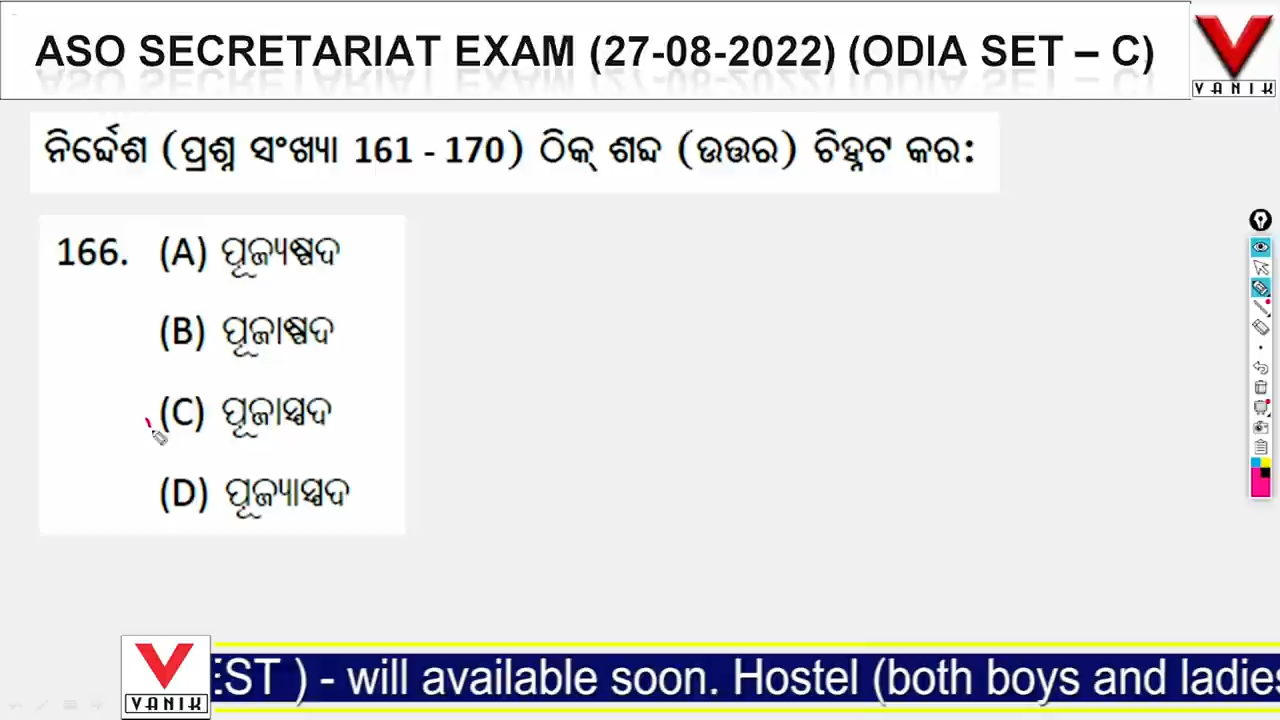 ASO SECRETARIAT EXAM (27-08-2022) (ODIA SET – C)
VANIK
ନିର୍ଦ୍ଦେଶ (ପ୍ରଶ୍ନ ସଂଖ୍ୟା 161 - 170) ଠିକ୍ ଶବ୍ଦ (ଉତ୍ତର) ଚିହ୍ନଟ କର:
166. (A) ପୂଜ୍ୟଷ୍ପଦ
(B) ପୂଜାଷ୍ପଦ
(C) ପୂଜାସ୍ପଦ
(D) ପୂଜ୍ୟାସ୍ପଦ
EST ) - will available soon. Hostel (both boys and ladies
VANIK